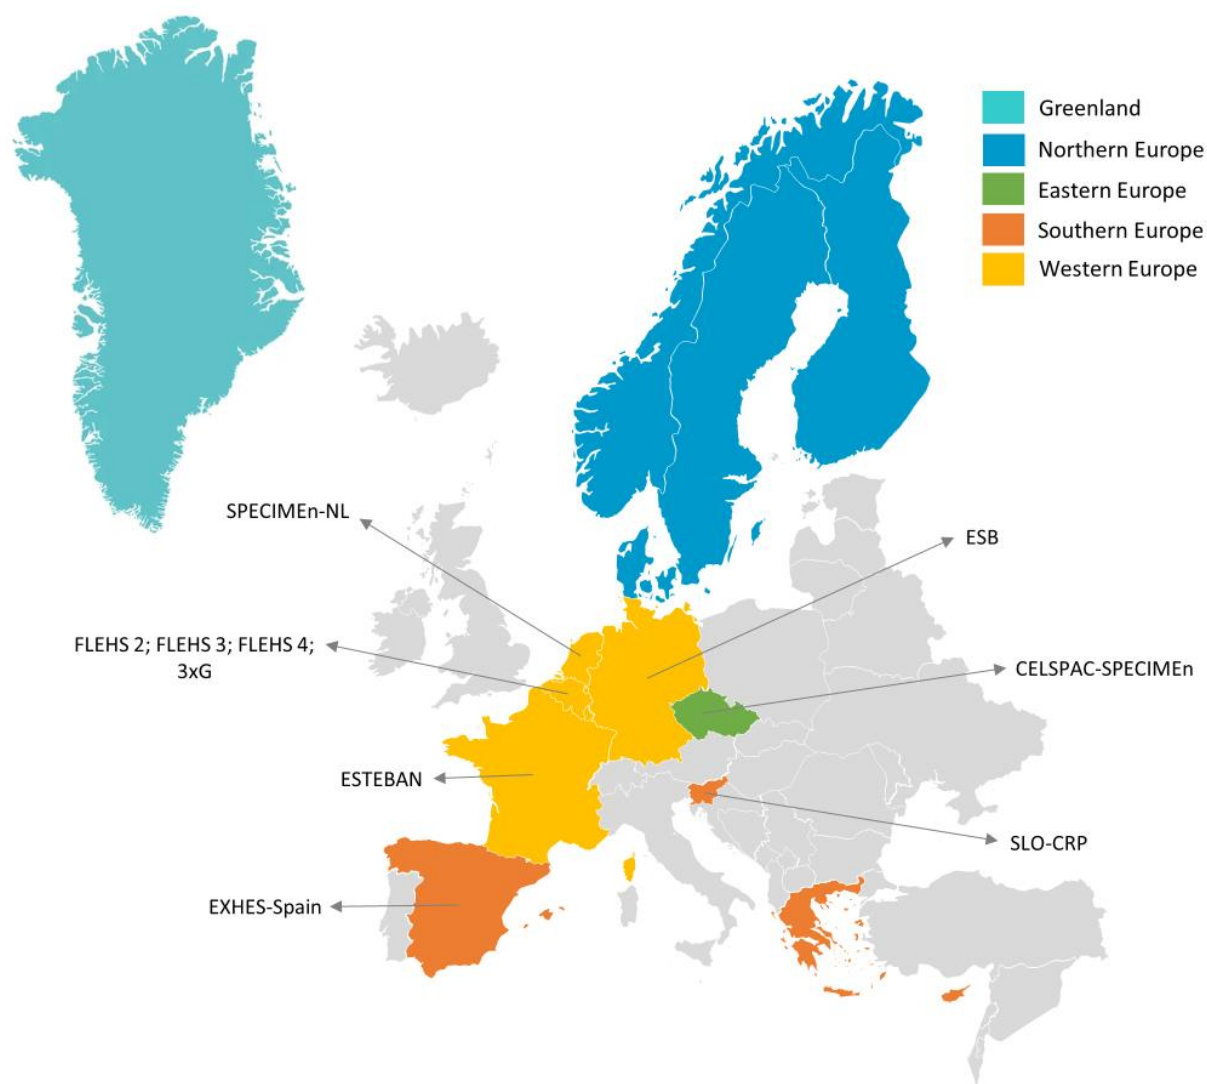 Greenland
Northern Europe
Eastern Europe
Southern Europe
Western Europe
SPECIMEn-NL
ESB
FLEHS 2; FLEHS 3; FLEHS 4;
3xG
CELSPAC-SPECIMEn
ESTEBAN
SLO-CRP
EXHES-Spain